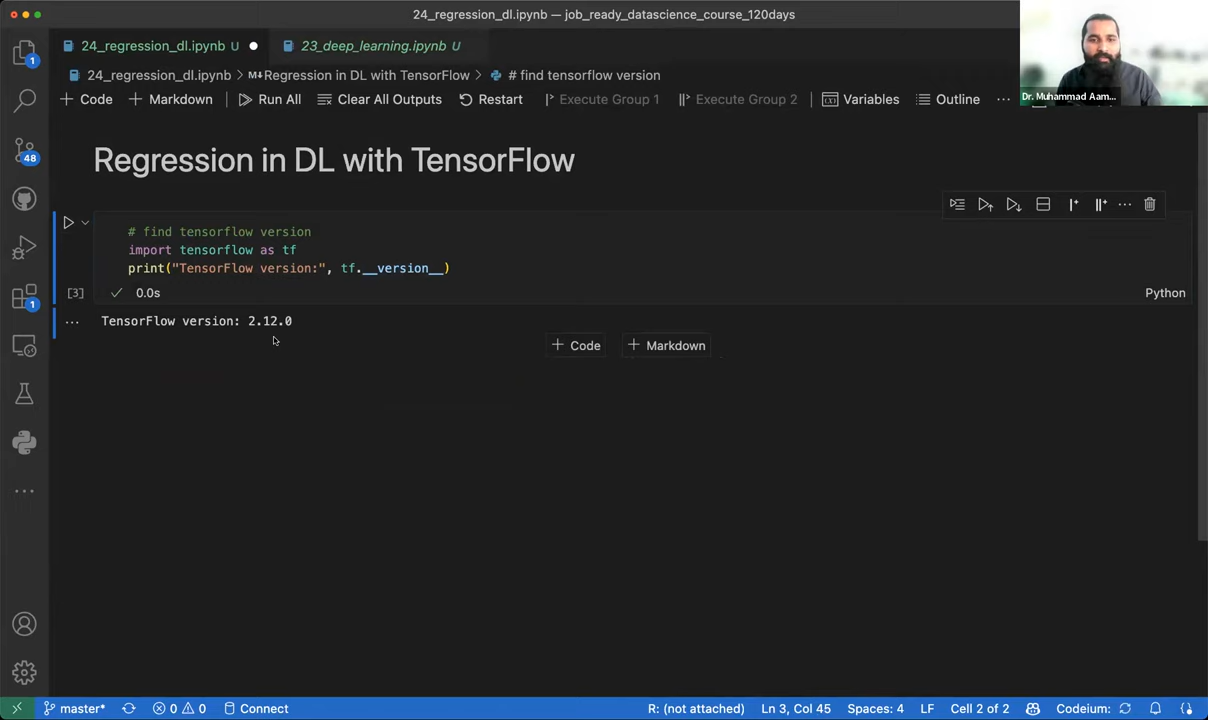 24_regression_dl.ipynb — job_ready_datascience_course_120days
24_regression_dl.ipynb U
23_deep_learning.ipynb U
24_regression_dl.ipynb > M↓Regression in DL with TensorFlow > # find tensorflow version
+ Code + Markdown Run All Clear All Outputs Restart Execute Group 1 Execute Group 2 Variables Outline ...
Dr. Muhammad Aam...
1
48
1
Regression in DL with TensorFlow
# find tensorflow version
import tensorflow as tf
print("TensorFlow version:", tf.__version__)
[3] 0.0s Python
... TensorFlow version: 2.12.0
+ Code + Markdown
master* 0 0 Connect R: (not attached) Ln 3, Col 45 Spaces: 4 LF Cell 2 of 2 Codeium: